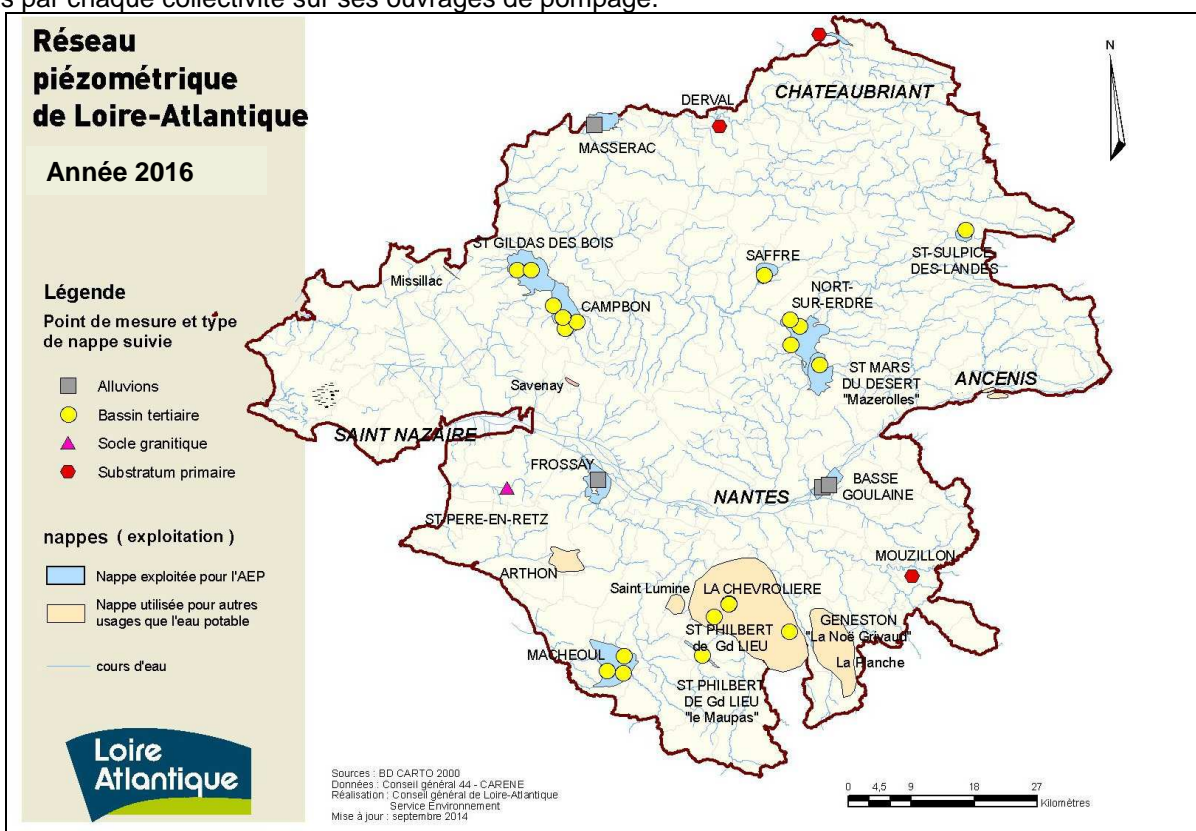 s par chaque collectivité sur ses ouvrages de pompage.
Réseau
piézométrique
de Loire-Atlantique
Année 2016
Légende
Point de mesure et type
de nappe suivie
Alluvions
Bassin tertiaire
Socle granitique
Substratum primaire
nappes ( exploitation )
Nappe exploitée pour l'AEP
Nappe utilisée pour autres
usages que l'eau potable
cours d'eau
Loire
Atlantique
N
CHATEAUBRIANT
DERVAL
MASSERAC
ST GILDAS DES BOIS
Missillac
CAMPBON
SAFFRE
ST-SULPICE
DES-LANDES
NORT-
SUR-ERDRE
ST MARS
DU DESERT
"Mazerolles"
ANCENIS
Savenay
SAINT NAZAIRE
FROSSAY
NANTES
BASSE
GOULAINE
ST-PERE-EN-RETZ
MOUZILLON
ARTHON
Saint Lumine
LA CHEVROLIERE
ST PHILBERT
de Gd LIEU
GENESTON
"La Noë Grivaud"
La Planche
MACHEOUL
ST PHILBERT
DE Gd LIEU
"le Maupas"
Sources : BD CARTO 2000
Données : Conseil général 44 - CARENE
Réalisation : Conseil général de Loire-Atlantique
Service Environnement
Mise à jour : septembre 2014
0 4,5 9 18 27
Kilomètres